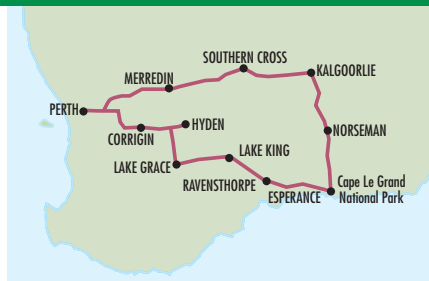 SOUTHERN CROSS
KALGOORLIE
MERREDIN
PERTH
HYDEN
NORSEMAN
CORRIGIN
LAKE KING
LAKE GRACE
RAVENSTHORPE
Cape Le Grand
National Park
ESPERANCE